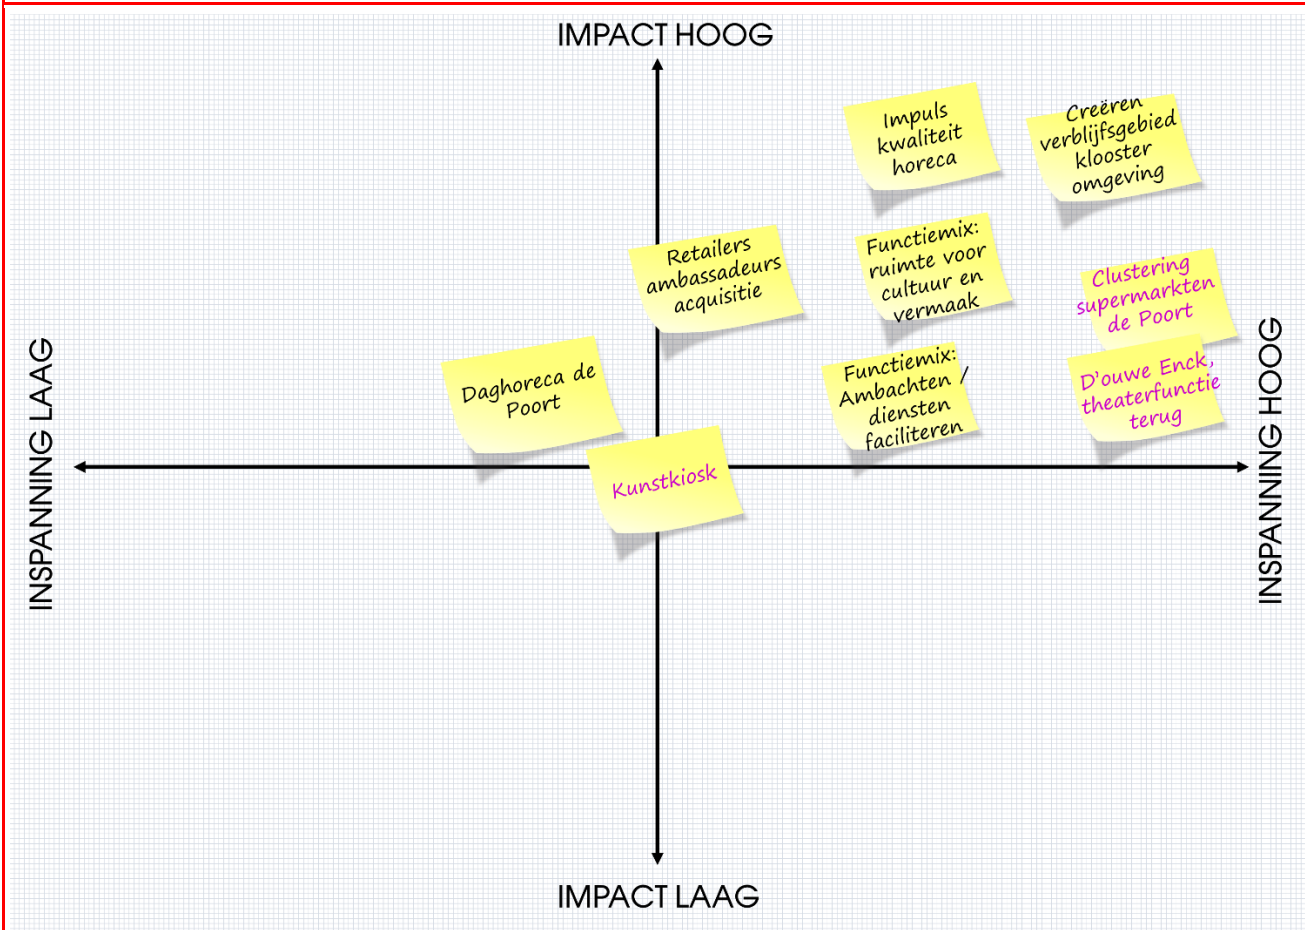 IMPACT HOOG
Impuls
kwaliteit
horeca
Creëren
verblijfsgebied
klooster
omgeving
Retailers
ambassadeurs
acquisitie
Functiemix:
ruimte voor
cultuur en
vermaak
Clustering
supermarkten
de Poort
Daghoreca de
Poort
Functiemix:
Ambachten /
diensten
faciliteren
D'ouwe Enck,
theaterfunctie
terug
Kunstkiosk
INSPANNING LAAG
INSPANNING HOOG
IMPACT LAAG